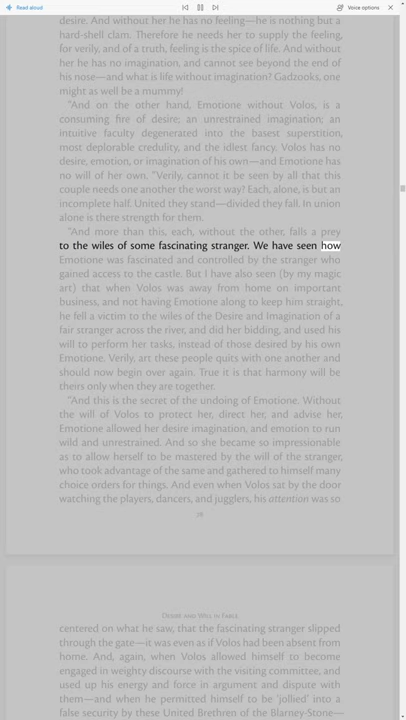 Read aloud
Voice options
desire. And without her he has no feeling—he is nothing but a
hard-shell clam. Therefore he needs her to supply the feeling,
for verily, and of a truth, feeling is the spice of life. And without
her he has no imagination, and cannot see beyond the end of
his nose—and what is life without imagination? Gadzooks, one
might as well be a mummy!
"And on the other hand, Emotione without Volos, is a
consuming fire of desire; an unrestrained imagination; an
intuitive faculty degenerated into the basest superstition,
most deplorable credulity, and the idlest fancy. Volos has no
desire, emotion, or imagination of his own—and Emotione has
no will of her own. "Verily, cannot it be seen by all that this
couple needs one another the worst way? Each, alone, is but an
incomplete half. United they stand—divided they fall. In union
alone is there strength for them.
"And more than this, each, without the other, falls a prey
to the wiles of some fascinating stranger. We have seen how
Emotione was fascinated and controlled by the stranger who
gained access to the castle. But I have also seen (by my magic
art) that when Volos was away from home on important
business, and not having Emotione along to keep him straight,
he fell a victim to the wiles of the Desire and Imagination of a
fair stranger across the river, and did her bidding, and used his
will to perform her tasks, instead of those desired by his own
Emotione. Verily, art these people quits with one another and
should now begin over again. True it is that harmony will be
theirs only when they are together.
"And this is the secret of the undoing of Emotione. Without
the will of Volos to protect her, direct her, and advise her,
Emotione allowed her desire imagination, and emotion to run
wild and unrestrained. And so she became so impressionable
as to allow herself to be mastered by the will of the stranger,
who took advantage of the same and gathered to himself many
choice orders for things. And even when Volos sat by the door
watching the players, dancers, and jugglers, his attention was so
Desire and Will in Fable
centered on what he saw, that the fascinating stranger slipped
through the gate—it was even as if Volos had been absent from
home. And, again, when Volos allowed himself to become
engaged in weighty discourse with the visiting committee, and
used up his energy and force in argument and dispute with
them—and when he permitted himself to be 'jollied' into a
false security by these United Brethren of the Blarney-Stone—